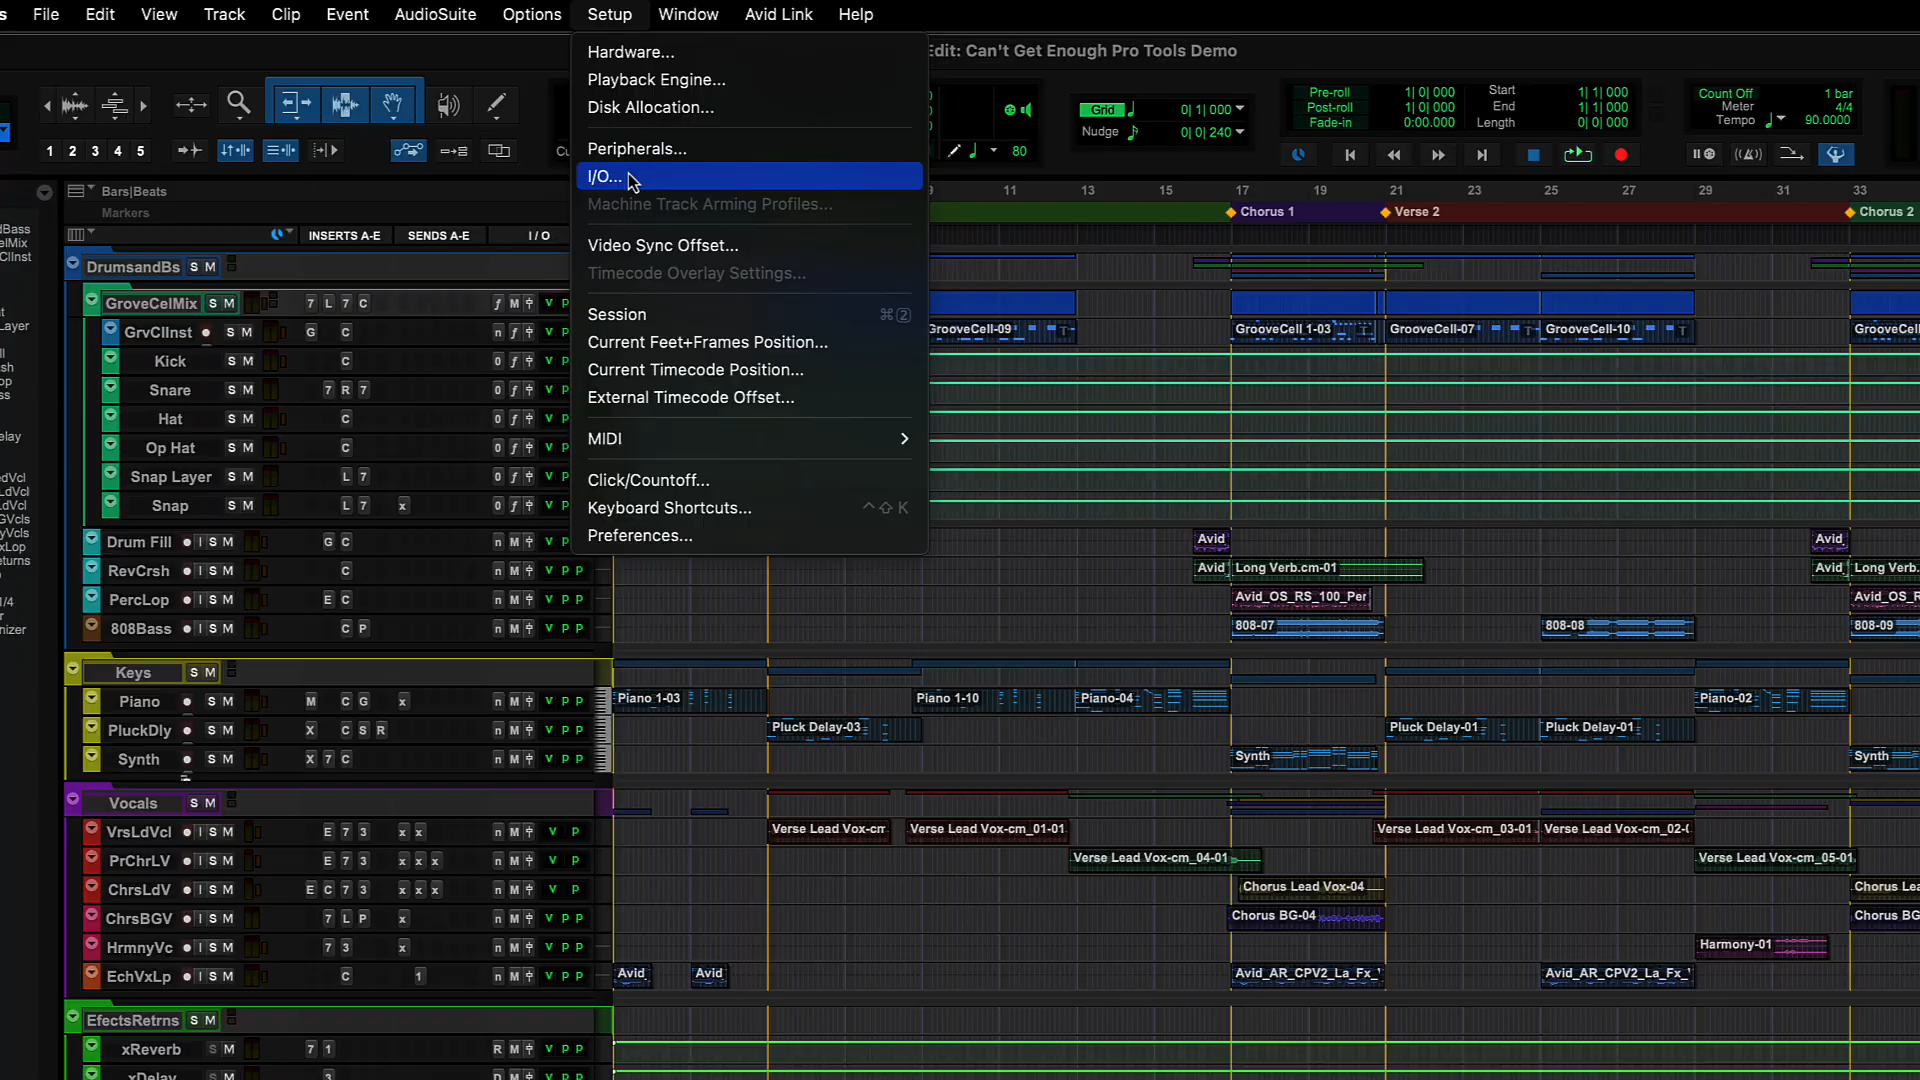 File Edit View Track Clip Event AudioSuite Options Setup Window Avid Link Help
Edit: Can't Get Enough Pro Tools Demo
Hardware...
Playback Engine...
Disk Allocation...
Peripherals...
I/O...
Machine Track Arming Profiles...
Video Sync Offset...
Timecode Overlay Settings...
Session ⌘2
Current Feet+Frames Position...
Current Timecode Position...
External Timecode Offset...
MIDI
Click/Countoff...
Keyboard Shortcuts... ^⇧K
Preferences...
1 2 3 4 5
Grid 0| 1| 000
Nudge 0| 0| 240
80
Pre-roll 1| 0| 000
Post-roll 1| 0| 000
Fade-in 0:00.000
Start 1| 1| 000
End 1| 1| 000
Length 0| 0| 000
Count Off 1 bar
Meter 4/4
Tempo 90.0000
Bars|Beats
11 13 15 17 19 21 23 25 27 29 31 33
Markers
Chorus 1 Verse 2 Chorus 2
INSERTS A-E SENDS A-E I / O
DrumsandBs S M
GroveCelMix S M 7 L 7 C
GrvClInst S M G C
GrooveCell-09 GrooveCell 1-03 GrooveCell-07 GrooveCell-10 GrooveCell
Kick S M C
Snare S M 7 R 7
Hat S M C
Op Hat S M C
Snap Layer S M L 7
Snap S M L 7 x
Drum Fill I S M G C
Avid Avid
RevCrsh I S M C
Avid Long Verb.cm-01 Avid Long Verb.
PercLop I S M E C
Avid_OS_RS_100_Per Avid_OS_R
808Bass I S M C P
808-07 808-08 808-09
Keys S M
Piano S M M C G x
Piano 1-03 Piano 1-10 Piano-04 Piano-02
PluckDly S M X C S R
Pluck Delay-03 Pluck Delay-01 Pluck Delay-01
Synth S M X 7 C
Synth Synth
Vocals S M
VrsLdVcl I S M E 7 3 x x
Verse Lead Vox-cm Verse Lead Vox-cm_01-01 Verse Lead Vox-cm_03-01 Verse Lead Vox-cm_02-0
PrChrLV I S M E 7 3 x x x
Verse Lead Vox-cm_04-01 Verse Lead Vox-cm_05-01
ChrsLdV I S M E C 7 3 x x x
Chorus Lead Vox-04 Chorus Lea
ChrsBGV I S M 7 L P x
Chorus BG-04 Chorus BG
HrmnyVc I S M 7 3 x
Harmony-01
EchVxLp I S M C 1
Avid Avid Avid_AR_CPV2_La_Fx_ Avid_AR_CPV2_La_Fx_
EfectsRetrns S M
xReverb S M 7 1
xDelay